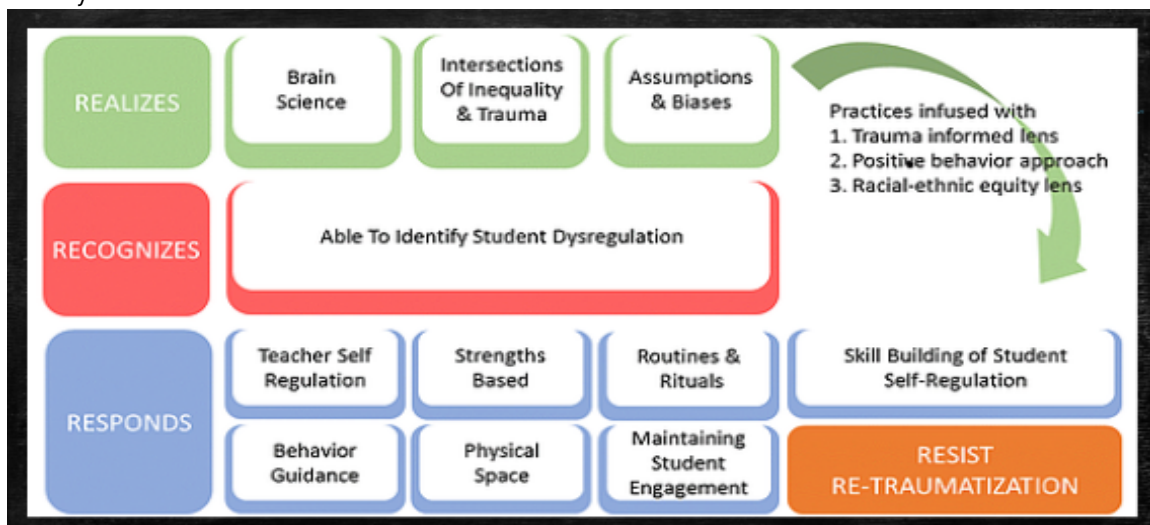 REALIZES
Brain
Science
Intersections
Of Inequality
& Trauma
Assumptions
& Biases
Practices infused with
1. Trauma informed lens
2. Positive behavior approach
3. Racial-ethnic equity lens
RECOGNIZES
Able To Identify Student Dysregulation
RESPONDS
Teacher Self
Regulation
Strengths
Based
Routines &
Rituals
Skill Building of Student
Self-Regulation
Behavior
Guidance
Physical
Space
Maintaining
Student
Engagement
RESIST
RE-TRAUMATIZATION